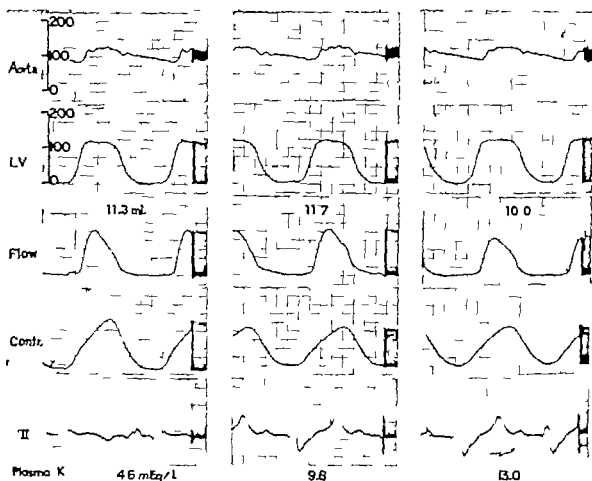 200
Aorta 100
0
200
LV 100
0
11.3 mL 11.7 10.0
Flow
Contr.
II
Plasma K 4.6 mEq/L 9.8 13.0